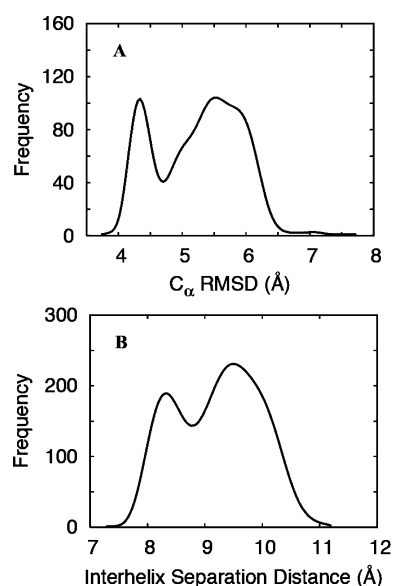 160
A
120
80
40
0
Frequency
4 5 6 7 8
Cα RMSD (Å)
300
B
200
100
0
Frequency
7 8 9 10 11 12
Interhelix Separation Distance (Å)